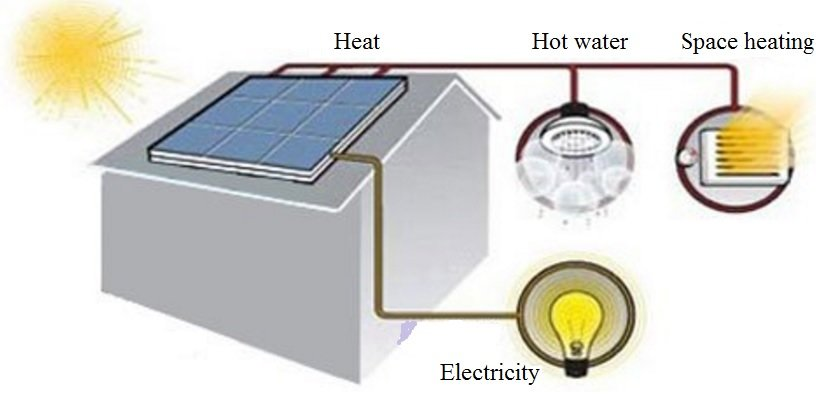 Heat
Hot water
Space heating
Electricity